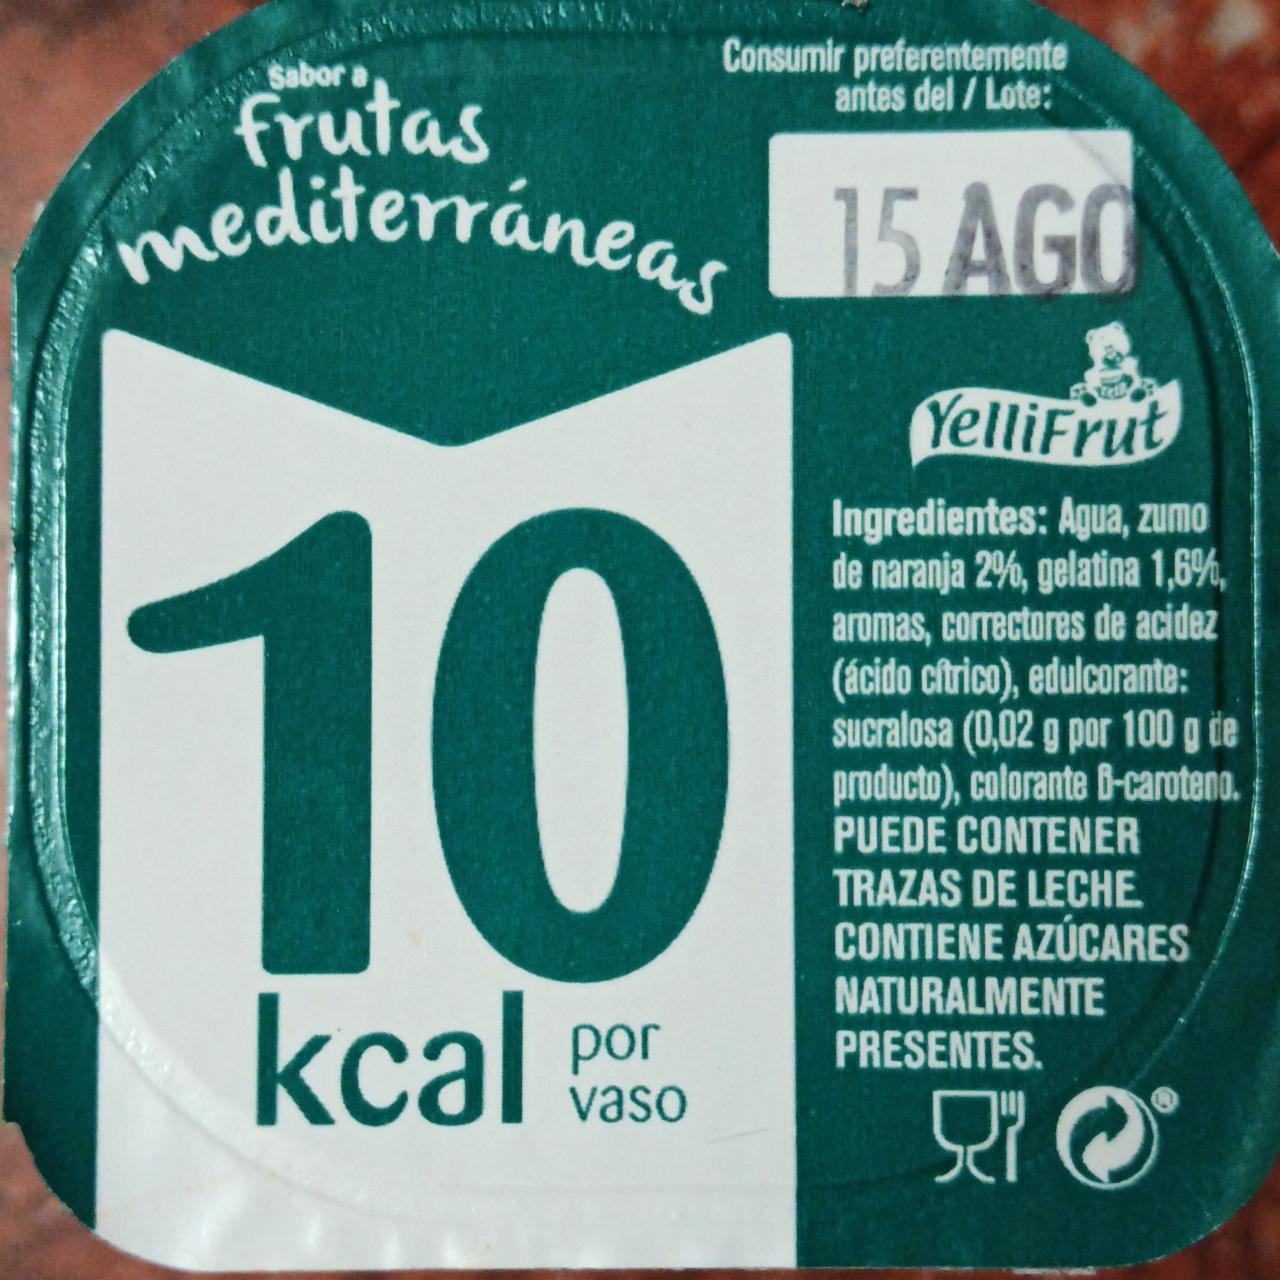 Sabor a
frutas
mediterráneas
Consumir preferentemente
antes del / Lote:
15 AGO
YelliFrut
10
kcal
por
vaso
Ingredientes: Agua, zumo
de naranja 2%, gelatina 1,6%,
aromas, correctores de acidez
(ácido cítrico), edulcorante:
sucralosa (0,02 g por 100 g de
producto), colorante ß-caroteno.
PUEDE CONTENER
TRAZAS DE LECHE.
CONTIENE AZÚCARES
NATURALMENTE
PRESENTES.
®